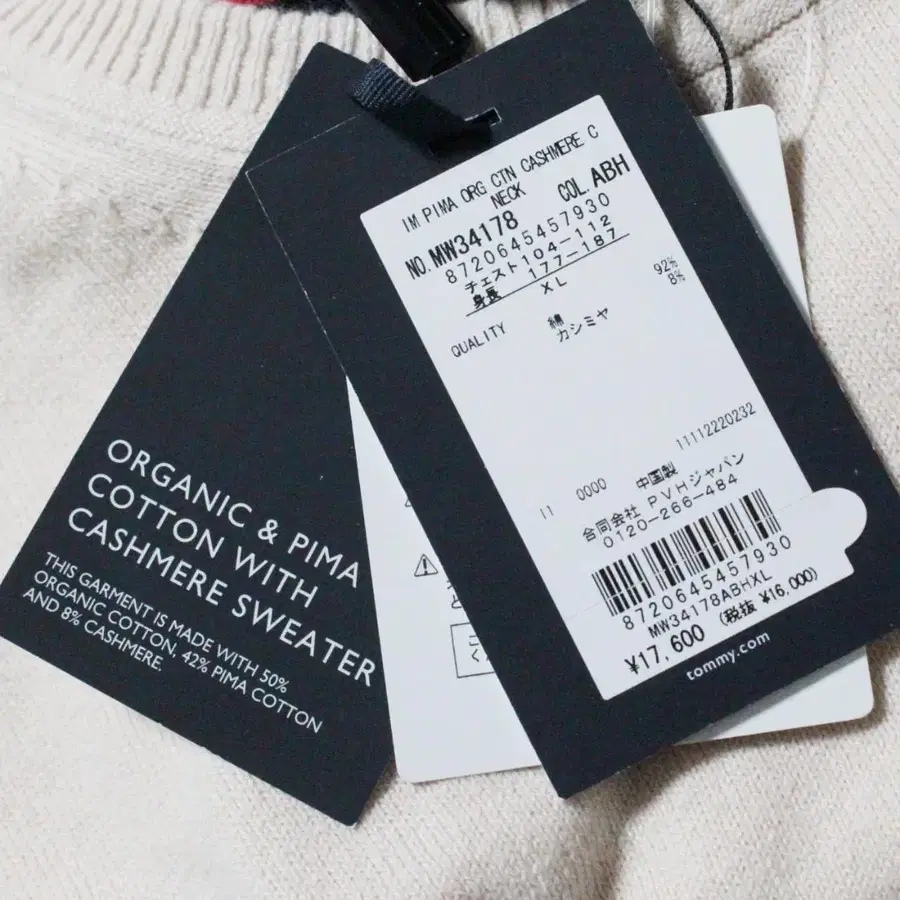 ORGANIC & PIMA
COTTON WITH
CASHMERE SWEATER
THIS GARMENT IS MADE WITH 50%
ORGANIC COTTON, 42% PIMA COTTON
AND 8% CASHMERE.
IM PIMA ORG CTN CASHMERE C
NECK
NO.MW34178 COL.ABH
8720645457930
チェスト104-112
身長 177-187
XL
QUALITY 綿 92%
カシミヤ 8%
11112220232
11 0000 中国製
合同会社 PVHジャパン
0120-266-484
8720645457930
MW34178ABHXL
¥17,600 (税抜 ¥16,000)
tommy.com